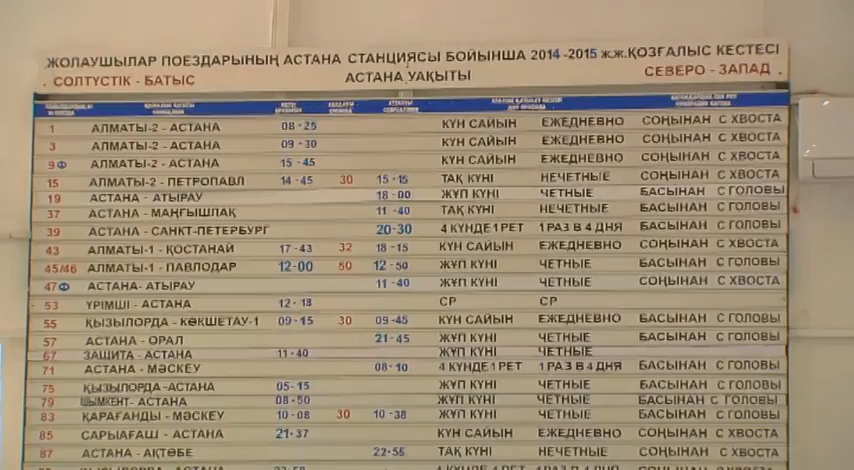 ЖОЛАУШЫЛАР ПОЕЗДАРЫНЫҢ АСТАНА СТАНЦИЯСЫ БОЙЫНША 2014-2015 ж.ж.ҚОЗҒАЛЫС КЕСТЕСІ
СОЛТҮСТІК - БАТЫС АСТАНА УАҚЫТЫ СЕВЕРО - ЗАПАД
1 АЛМАТЫ-2 - АСТАНА 08-25 КҮН САЙЫН ЕЖЕДНЕВНО СОҢЫНАН С ХВОСТА
3 АЛМАТЫ-2 - АСТАНА 09-30 КҮН САЙЫН ЕЖЕДНЕВНО СОҢЫНАН С ХВОСТА
9Ф АЛМАТЫ-2 - АСТАНА 15-45 КҮН САЙЫН ЕЖЕДНЕВНО СОҢЫНАН С ХВОСТА
15 АЛМАТЫ-2 - ПЕТРОПАВЛ 14-45 30 15-15 ТАҚ КҮНІ НЕЧЕТНЫЕ СОҢЫНАН С ХВОСТА
19 АСТАНА - АТЫРАУ 18-00 ЖҰП КҮНІ ЧЕТНЫЕ БАСЫНАН С ГОЛОВЫ
37 АСТАНА - МАҢҒЫШЛАҚ 11-40 ТАҚ КҮНІ НЕЧЕТНЫЕ БАСЫНАН С ГОЛОВЫ
39 АСТАНА - САНКТ-ПЕТЕРБУРГ 20-30 4 КҮНДЕ 1 РЕТ 1 РАЗ В 4 ДНЯ БАСЫНАН С ГОЛОВЫ
43 АЛМАТЫ-1 - ҚОСТАНАЙ 17-43 32 18-15 КҮН САЙЫН ЕЖЕДНЕВНО СОҢЫНАН С ХВОСТА
45/46 АЛМАТЫ-1 - ПАВЛОДАР 12-00 50 12-50 ЖҰП КҮНІ ЧЕТНЫЕ БАСЫНАН С ГОЛОВЫ
47Ф АСТАНА- АТЫРАУ 11-40 ЖҰП КҮНІ ЧЕТНЫЕ СОҢЫНАН С ХВОСТА
53 ҮРІМШІ - АСТАНА 12-18 СР СР
55 ҚЫЗЫЛОРДА - КӨКШЕТАУ-1 09-15 30 09-45 КҮН САЙЫН ЕЖЕДНЕВНО БАСЫНАН С ГОЛОВЫ
57 АСТАНА - ОРАЛ 21-45 ЖҰП КҮНІ ЧЕТНЫЕ БАСЫНАН С ГОЛОВЫ
67 ЗАЩИТА - АСТАНА 11-40 ЖҰП КҮНІ ЧЕТНЫЕ
71 АСТАНА - МӘСКЕУ 08-10 4 КҮНДЕ 1 РЕТ 1 РАЗ В 4 ДНЯ БАСЫНАН С ГОЛОВЫ
75 ҚЫЗЫЛОРДА -АСТАНА 05-15 ЖҰП КҮНІ ЧЕТНЫЕ БАСЫНАН С ГОЛОВЫ
79 ШЫМКЕНТ- АСТАНА 08-50 ЖҰП КҮНІ ЧЕТНЫЕ БАСЫНАН С ГОЛОВЫ
83 ҚАРАҒАНДЫ - МӘСКЕУ 10-08 30 10-38 ЖҰП КҮНІ ЧЕТНЫЕ БАСЫНАН С ГОЛОВЫ
85 САРЫАҒАШ - АСТАНА 21-37 КҮН САЙЫН ЕЖЕДНЕВНО СОҢЫНАН С ХВОСТА
87 АСТАНА - АҚТӨБЕ 22-55 ТАҚ КҮНІ НЕЧЕТНЫЕ СОҢЫНАН С ХВОСТА